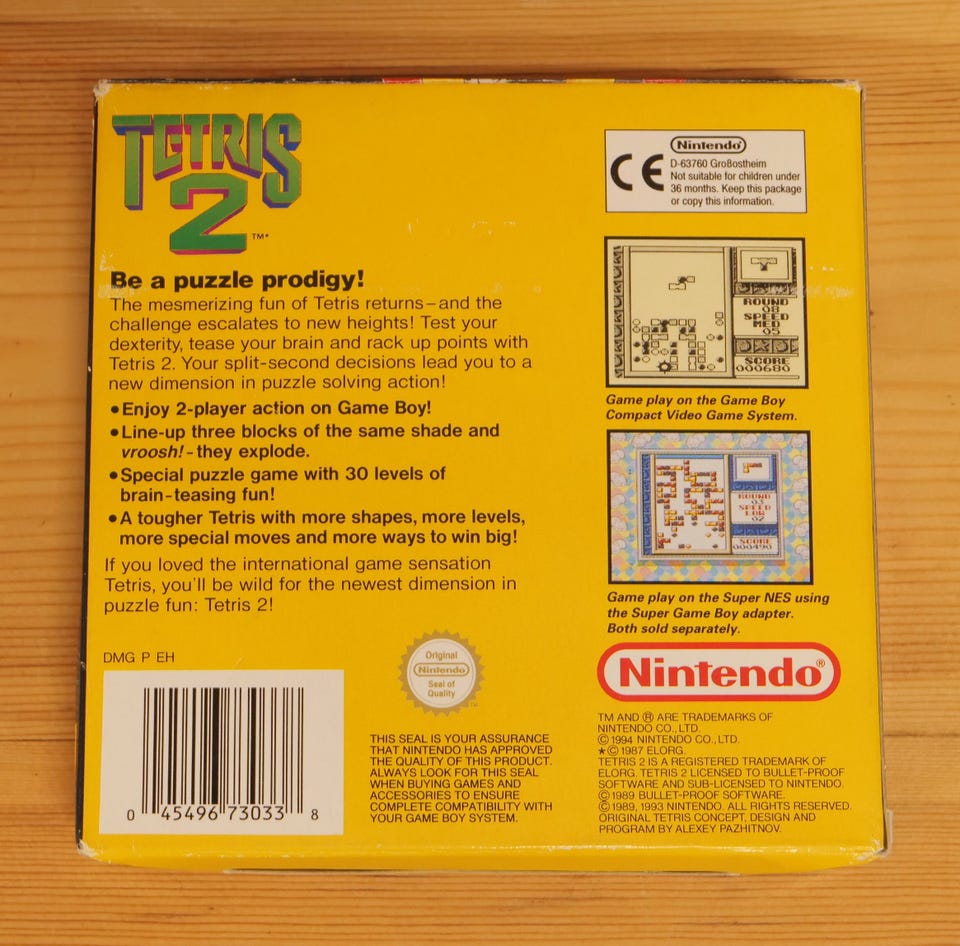 TETRIS
2
™*
Be a puzzle prodigy!
The mesmerizing fun of Tetris returns–and the
challenge escalates to new heights! Test your
dexterity, tease your brain and rack up points with
Tetris 2. Your split-second decisions lead you to a
new dimension in puzzle solving action!
•Enjoy 2-player action on Game Boy!
•Line-up three blocks of the same shade and
vroosh!-they explode.
•Special puzzle game with 30 levels of
brain-teasing fun!
•A tougher Tetris with more shapes, more levels,
more special moves and more ways to win big!
If you loved the international game sensation
Tetris, you'll be wild for the newest dimension in
puzzle fun: Tetris 2!
DMG P EH
0 45496 73033 8
Original
Nintendo
Seal of
Quality
TM
THIS SEAL IS YOUR ASSURANCE
THAT NINTENDO HAS APPROVED
THE QUALITY OF THIS PRODUCT.
ALWAYS LOOK FOR THIS SEAL
WHEN BUYING GAMES AND
ACCESSORIES TO ENSURE
COMPLETE COMPATIBILITY WITH
YOUR GAME BOY SYSTEM.
CE
Nintendo®
D-63760 Großostheim
Not suitable for children under
36 months. Keep this package
or copy this information.
ROUND
08
SPEED
MED
05
SCORE
000680
Game play on the Game Boy
Compact Video Game System.
ROUND
03
SPEED
LOW
02
SCORE
000490
Game play on the Super NES using
the Super Game Boy adapter.
Both sold separately.
Nintendo®
TM AND ® ARE TRADEMARKS OF
NINTENDO CO.,LTD.
©1994 NINTENDO CO.,LTD.
★©1987 ELORG.
TETRIS 2 IS A REGISTERED TRADEMARK OF
ELORG. TETRIS 2 LICENSED TO BULLET-PROOF
SOFTWARE AND SUB-LICENSED TO NINTENDO.
©1989 BULLET-PROOF SOFTWARE.
©1989, 1993 NINTENDO. ALL RIGHTS RESERVED.
ORIGINAL TETRIS CONCEPT, DESIGN AND
PROGRAM BY ALEXEY PAZHITNOV.